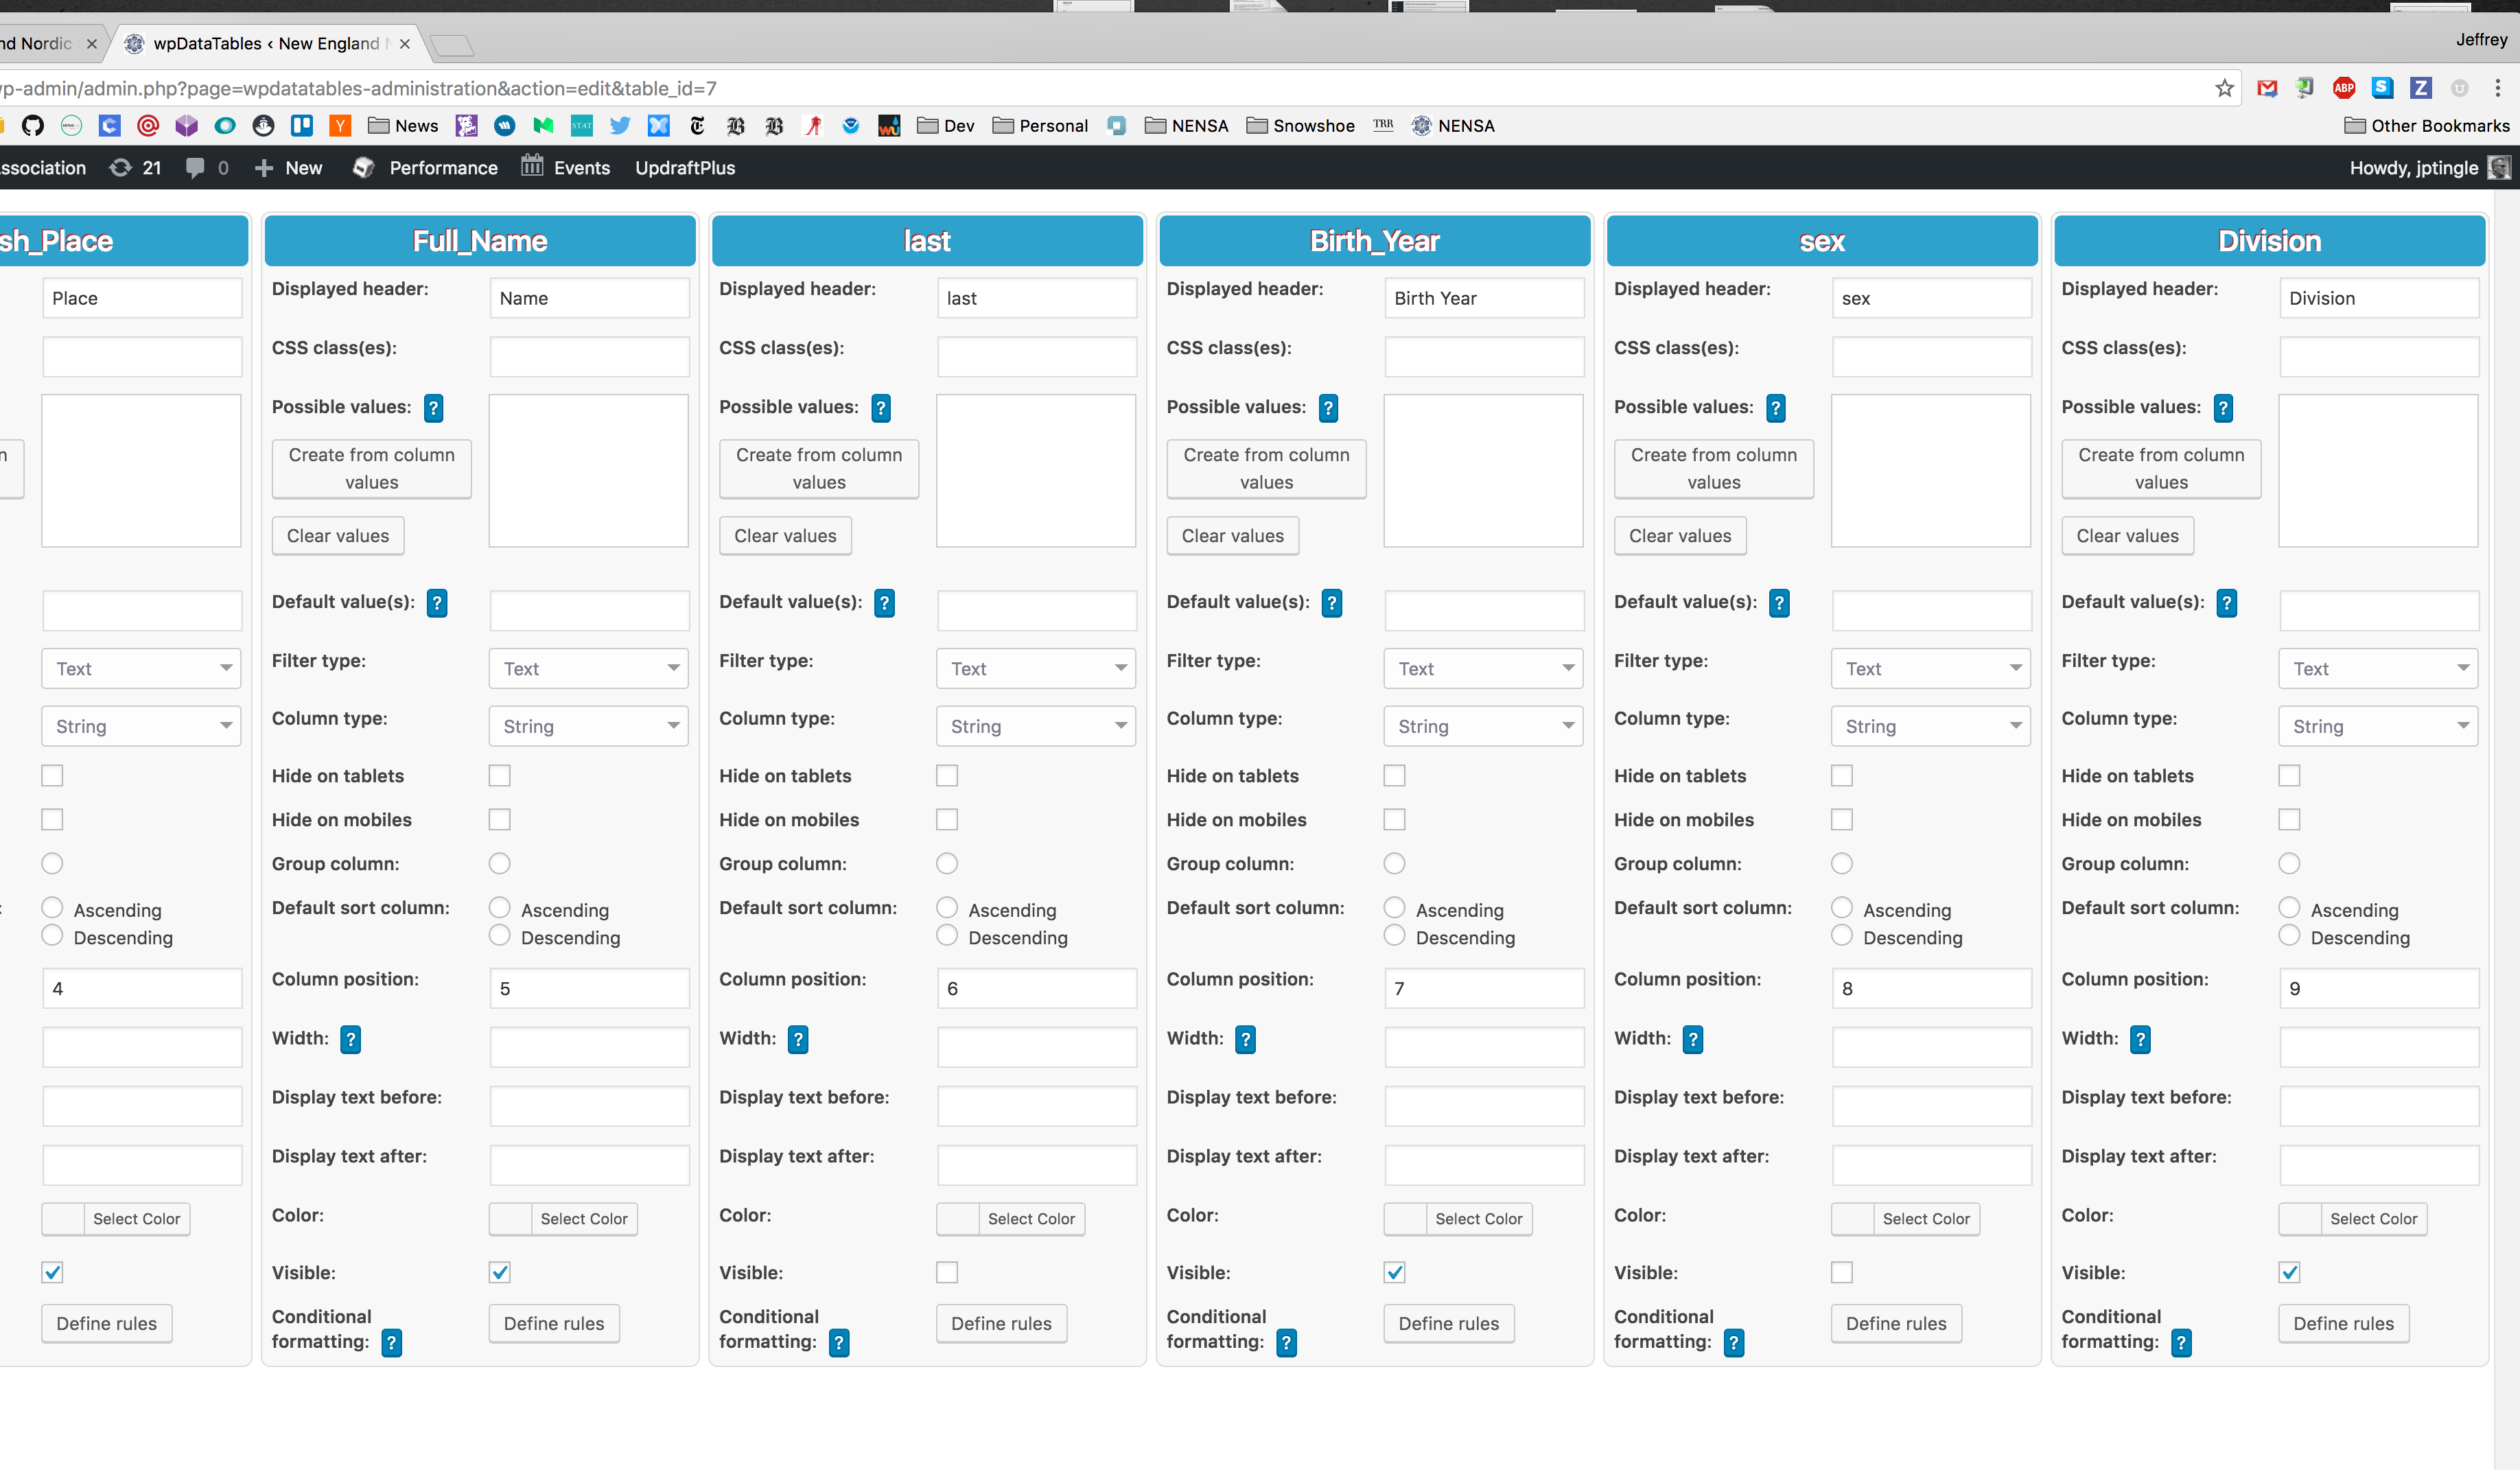 nd Nordic
wpDataTables ‹ New England N
Jeffrey
/p-admin/admin.php?page=wpdatatables-administration&action=edit&table_id=7
ABP S Z U
C Y News STAT Dev Personal NENSA Snowshoe TRR NENSA Other Bookmarks
ssociation 21 0 New Performance Events UpdraftPlus Howdy, jptingle
sh_Place Full_Name last Birth_Year sex Division
Place Displayed header: Name Displayed header: last Displayed header: Birth Year Displayed header: sex Displayed header: Division
CSS class(es): CSS class(es): CSS class(es): CSS class(es): CSS class(es):
Possible values: ? Possible values: ? Possible values: ? Possible values: ? Possible values: ?
n Create from column Create from column Create from column Create from column Create from column
values values values values values
Clear values Clear values Clear values Clear values Clear values
Default value(s): ? Default value(s): ? Default value(s): ? Default value(s): ? Default value(s): ?
Text Filter type: Text Filter type: Text Filter type: Text Filter type: Text Filter type: Text
String Column type: String Column type: String Column type: String Column type: String Column type: String
Hide on tablets Hide on tablets Hide on tablets Hide on tablets Hide on tablets
Hide on mobiles Hide on mobiles Hide on mobiles Hide on mobiles Hide on mobiles
Group column: Group column: Group column: Group column: Group column:
: Ascending Default sort column: Ascending Default sort column: Ascending Default sort column: Ascending Default sort column: Ascending Default sort column: Ascending
Descending Descending Descending Descending Descending Descending
4 Column position: 5 Column position: 6 Column position: 7 Column position: 8 Column position: 9
Width: ? Width: ? Width: ? Width: ? Width: ?
Display text before: Display text before: Display text before: Display text before: Display text before:
Display text after: Display text after: Display text after: Display text after: Display text after:
Select Color Color: Select Color Color: Select Color Color: Select Color Color: Select Color Color: Select Color
Visible: Visible: Visible: Visible: Visible:
Define rules Conditional Define rules Conditional Define rules Conditional Define rules Conditional Define rules Conditional Define rules
formatting: ? formatting: ? formatting: ? formatting: ? formatting: ?